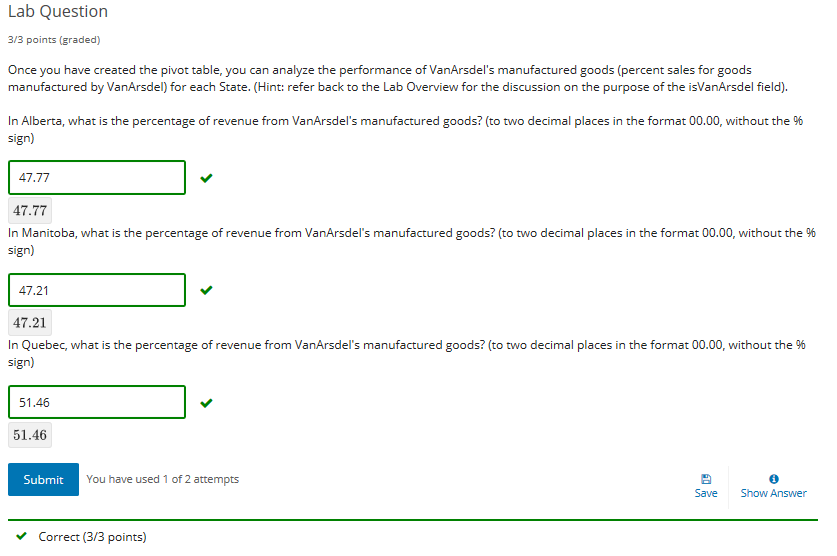 Lab Question
3/3 points (graded)
Once you have created the pivot table, you can analyze the performance of VanArsdel's manufactured goods (percent sales for goods
manufactured by VanArsdel) for each State. (Hint: refer back to the Lab Overview for the discussion on the purpose of the isVanArsdel field).
In Alberta, what is the percentage of revenue from VanArsdel's manufactured goods? (to two decimal places in the format 00.00, without the %
sign)
47.77
47.77
In Manitoba, what is the percentage of revenue from VanArsdel's manufactured goods? (to two decimal places in the format 00.00, without the %
sign)
47.21
47.21
In Quebec, what is the percentage of revenue from VanArsdel's manufactured goods? (to two decimal places in the format 00.00, without the %
sign)
51.46
51.46
Submit You have used 1 of 2 attempts
Save Show Answer
Correct (3/3 points)